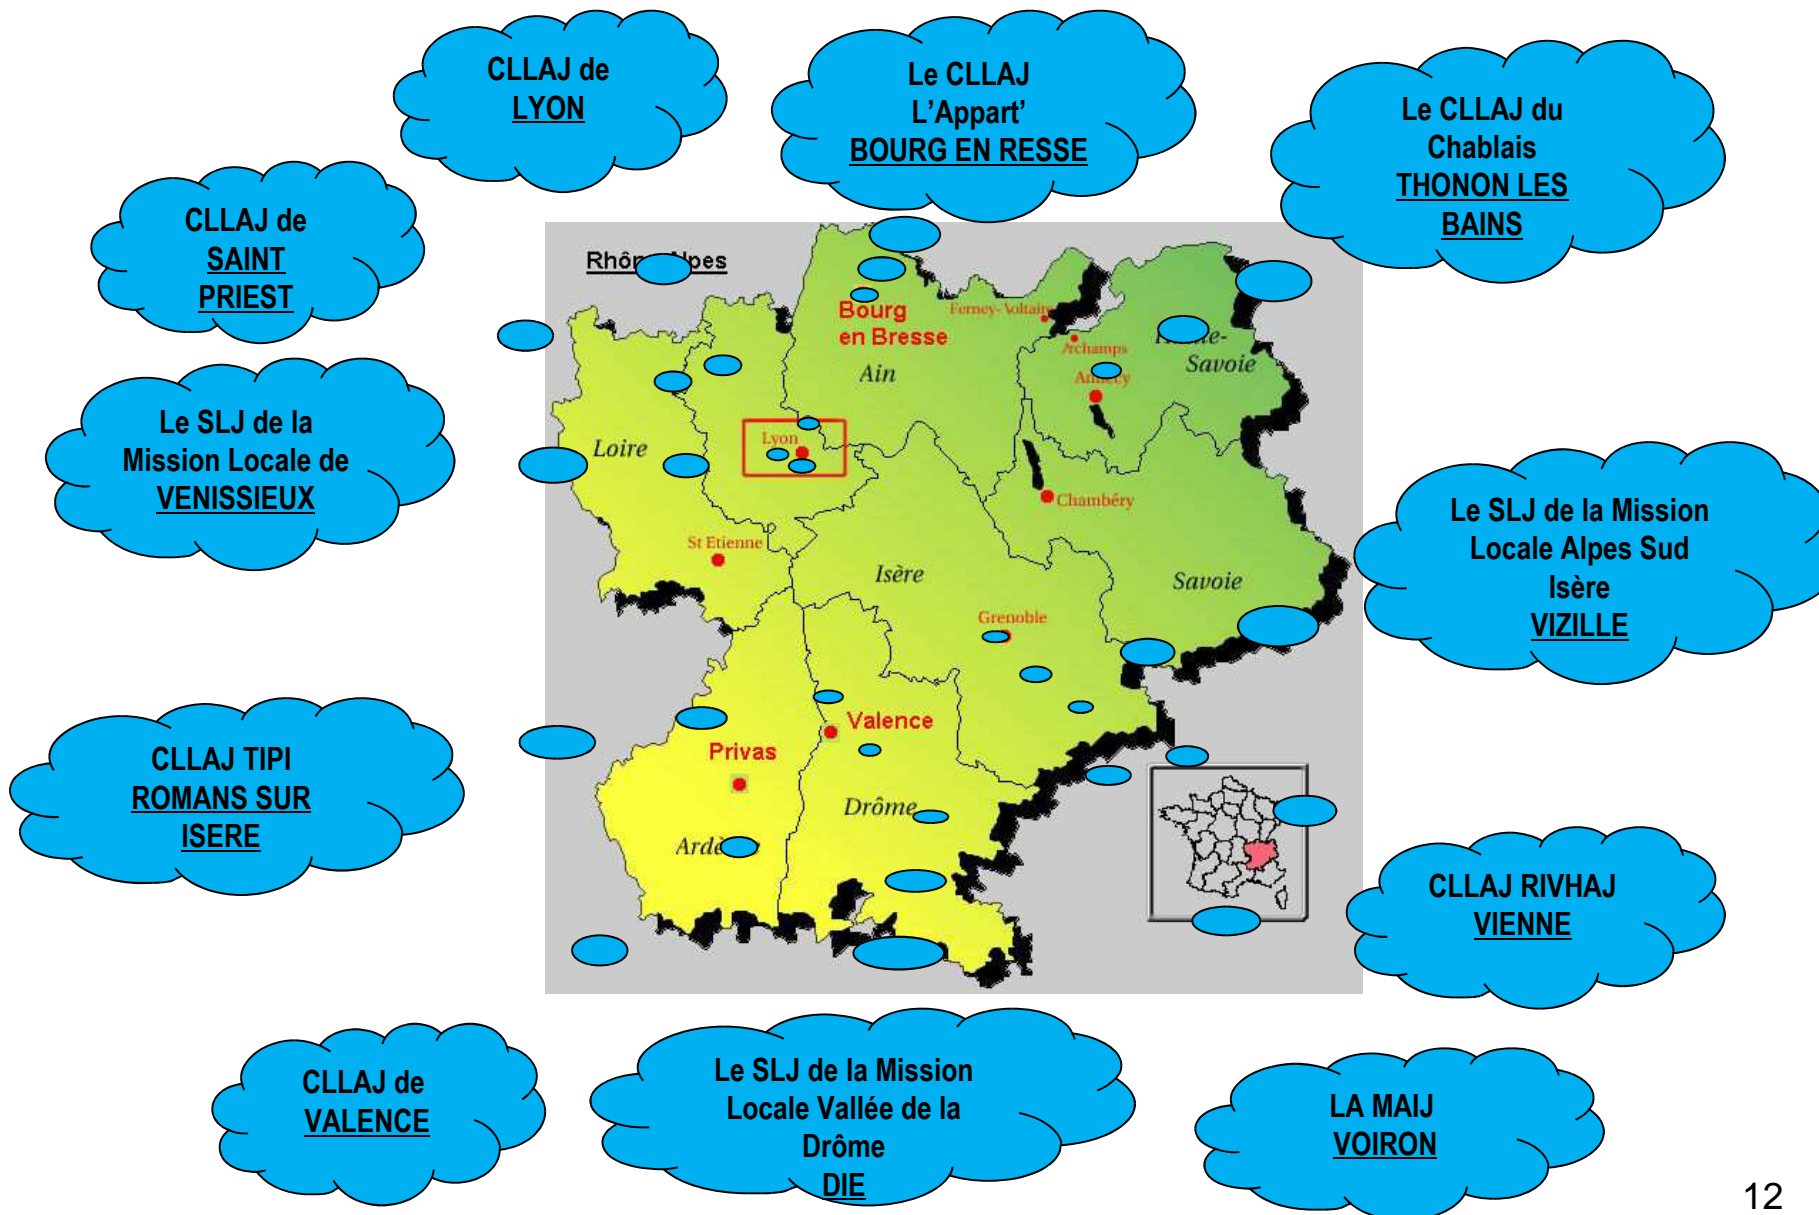 CLLAJ de
LYON
Le CLLAJ
L'Appart'
BOURG EN RESSE
Le CLLAJ du
Chablais
THONON LES
BAINS
CLLAJ de
SAINT
PRIEST
Le SLJ de la
Mission Locale de
VENISSIEUX
Le SLJ de la Mission
Locale Alpes Sud
Isère
VIZILLE
CLLAJ TIPI
ROMANS SUR
ISERE
CLLAJ RIVHAJ
VIENNE
CLLAJ de
VALENCE
Le SLJ de la Mission
Locale Vallée de la
Drôme
DIE
LA MAIJ
VOIRON
Bourg
en Bresse
Ferney-Voltaire
Archamps
Savoie
Annecy
Ain
Loire
Lyon
Chambéry
St Etienne
Isère
Savoie
Grenoble
Valence
Privas
Drôme
12